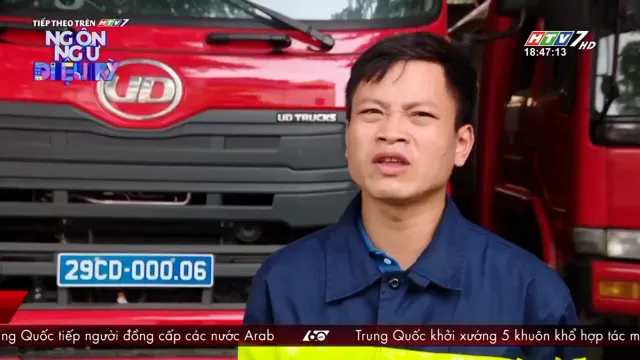 TIẾP THEO TRÊN HTV7
NGÔN
NGỮ
DIỆU KỲ
HTV7 HD
18:47:13
UD
UD TRUCKS
29CD-000.06
ng Quốc tiếp người đồng cấp các nước Arab 60 Trung Quốc khởi xướng 5 khuôn khổ hợp tác m